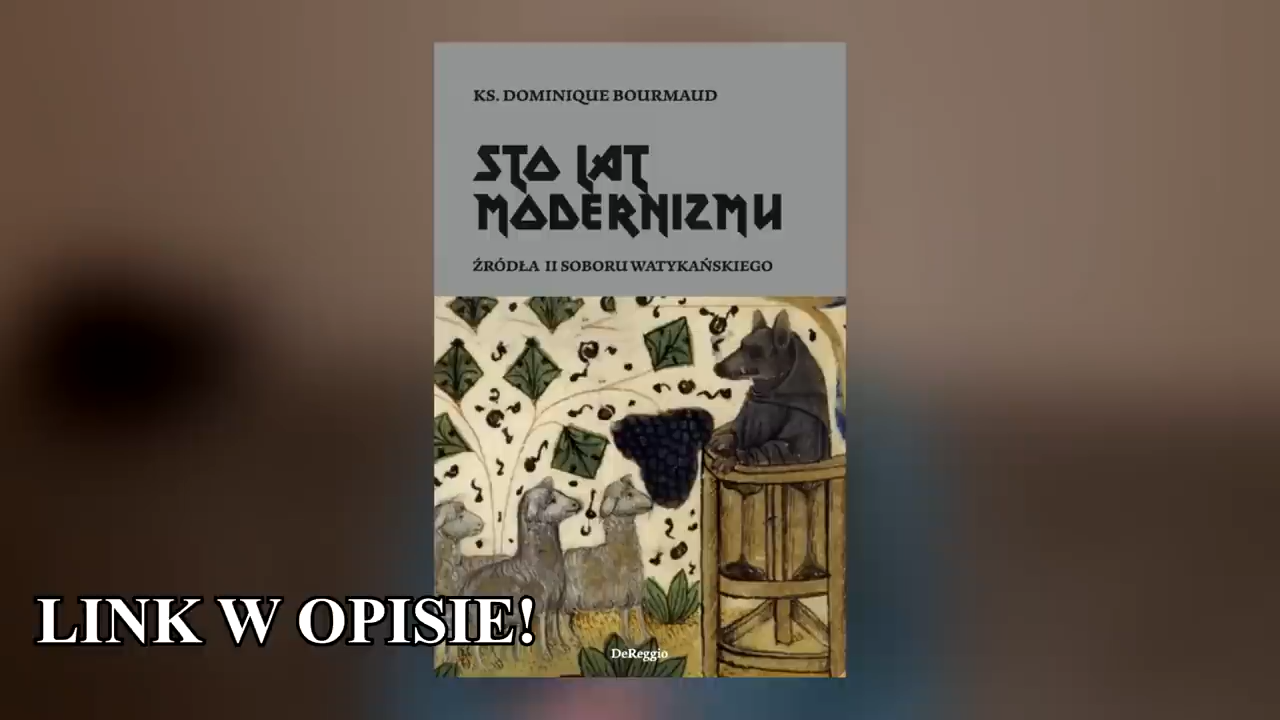 KS. DOMINIQUE BOURMAUD
STO LAT
MODERNIZMU
ŹRÓDŁA II SOBORU WATYKAŃSKIEGO
LINK W OPISIE!
DeReggio